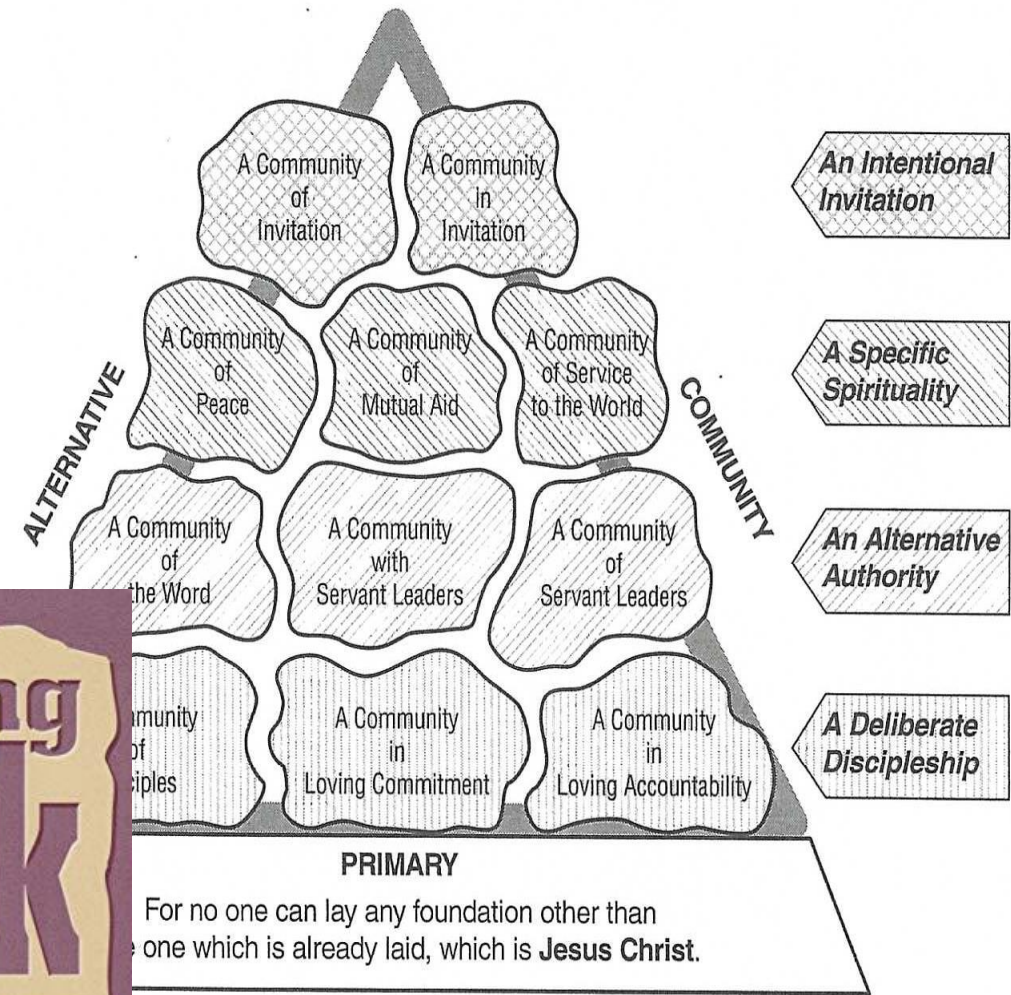 A Community
of
Invitation
A Community
in
Invitation
An Intentional
Invitation
A Community
of
Peace
A Community
of
Mutual Aid
A Community
of Service
to the World
A Specific
Spirituality
ALTERNATIVE
COMMUNITY
A Community
of
the Word
A Community
with
Servant Leaders
A Community
of
Servant Leaders
An Alternative
Authority
A Community
in
Loving Commitment
A Community
in
Loving Accountability
A Deliberate
Discipleship
PRIMARY
For no one can lay any foundation other than
one which is already laid, which is Jesus Christ.